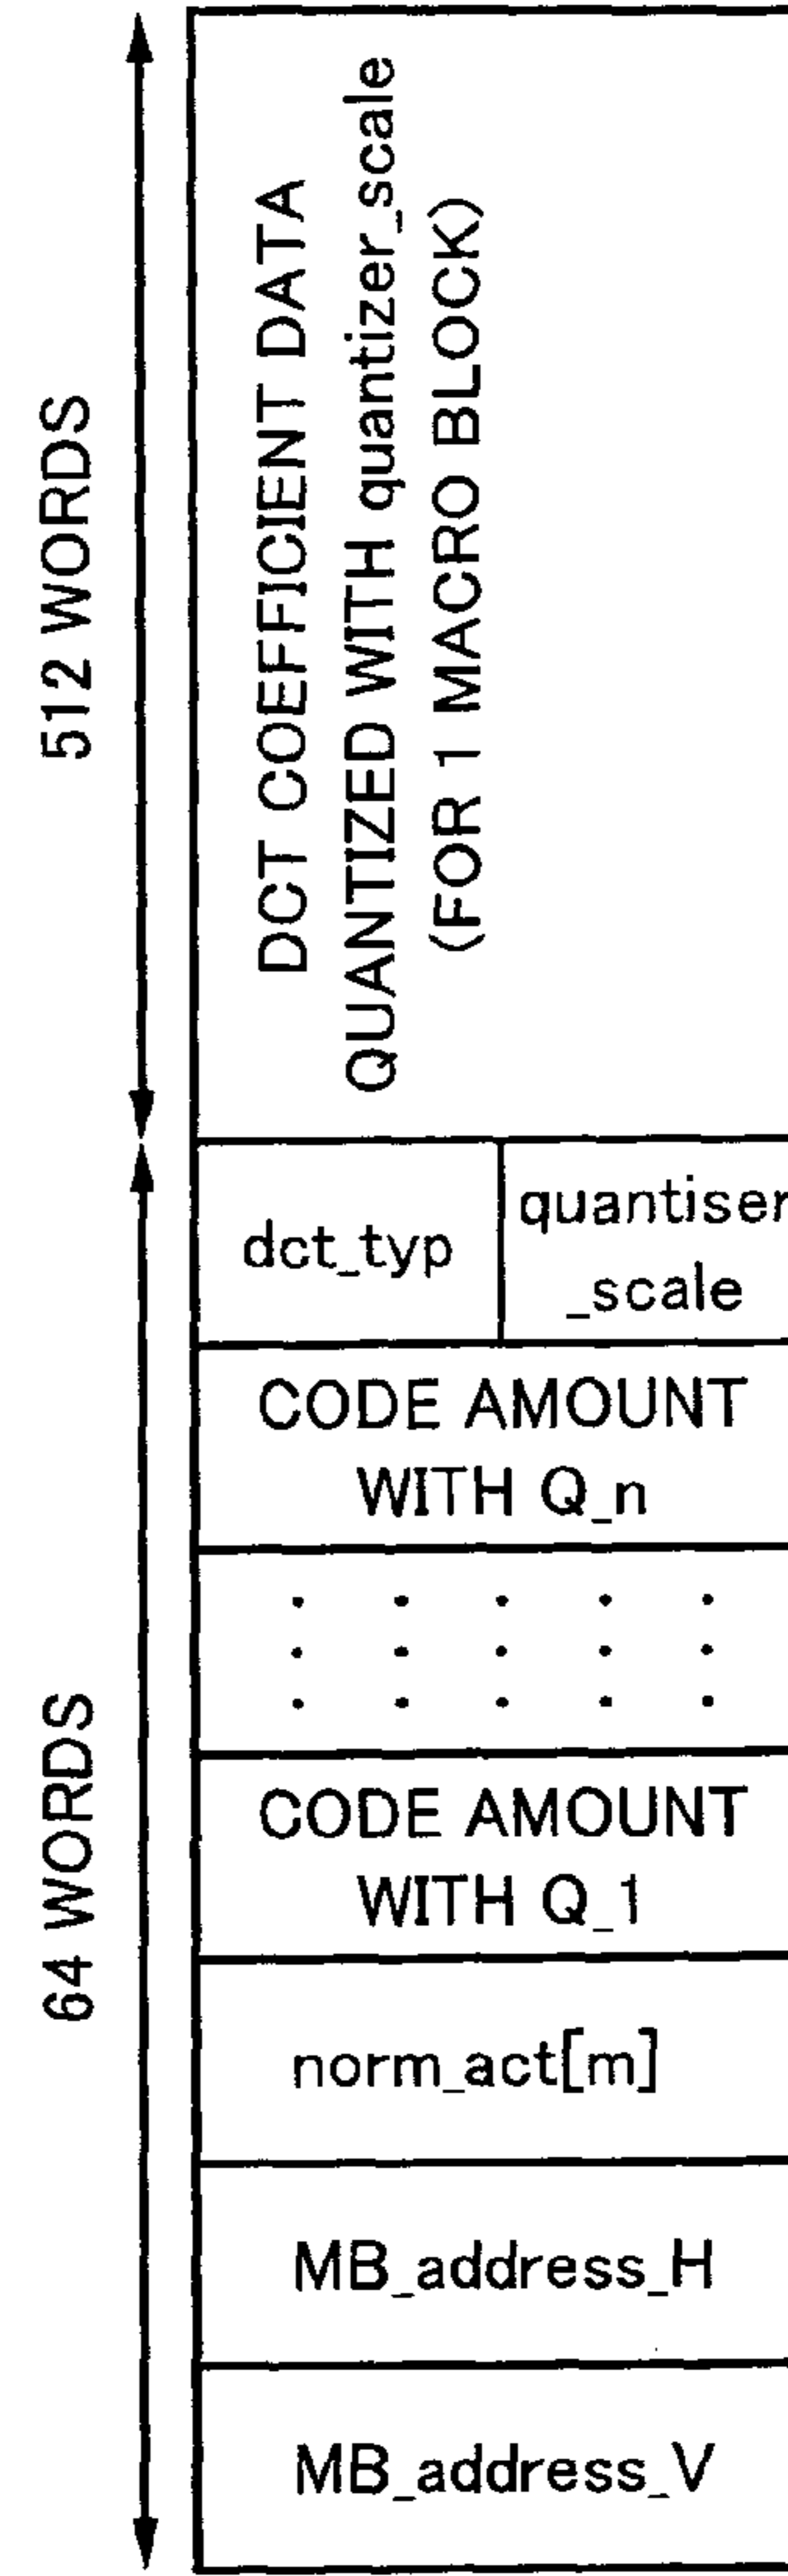 512 WORDS
DCT COEFFICIENT DATA
QUANTIZED WITH quantizer_scale
(FOR 1 MACRO BLOCK)
dct_typ
quantiser
_scale
CODE AMOUNT
WITH Q_n
64 WORDS
CODE AMOUNT
WITH Q_1
norm_act[m]
MB_address_H
MB_address_V